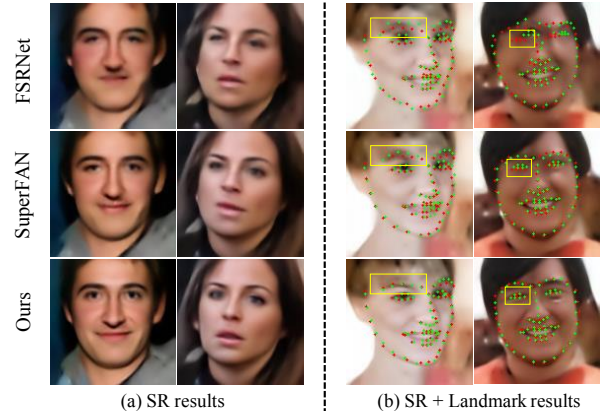 FSRNet
SuperFAN
Ours
(a) SR results
(b) SR + Landmark results